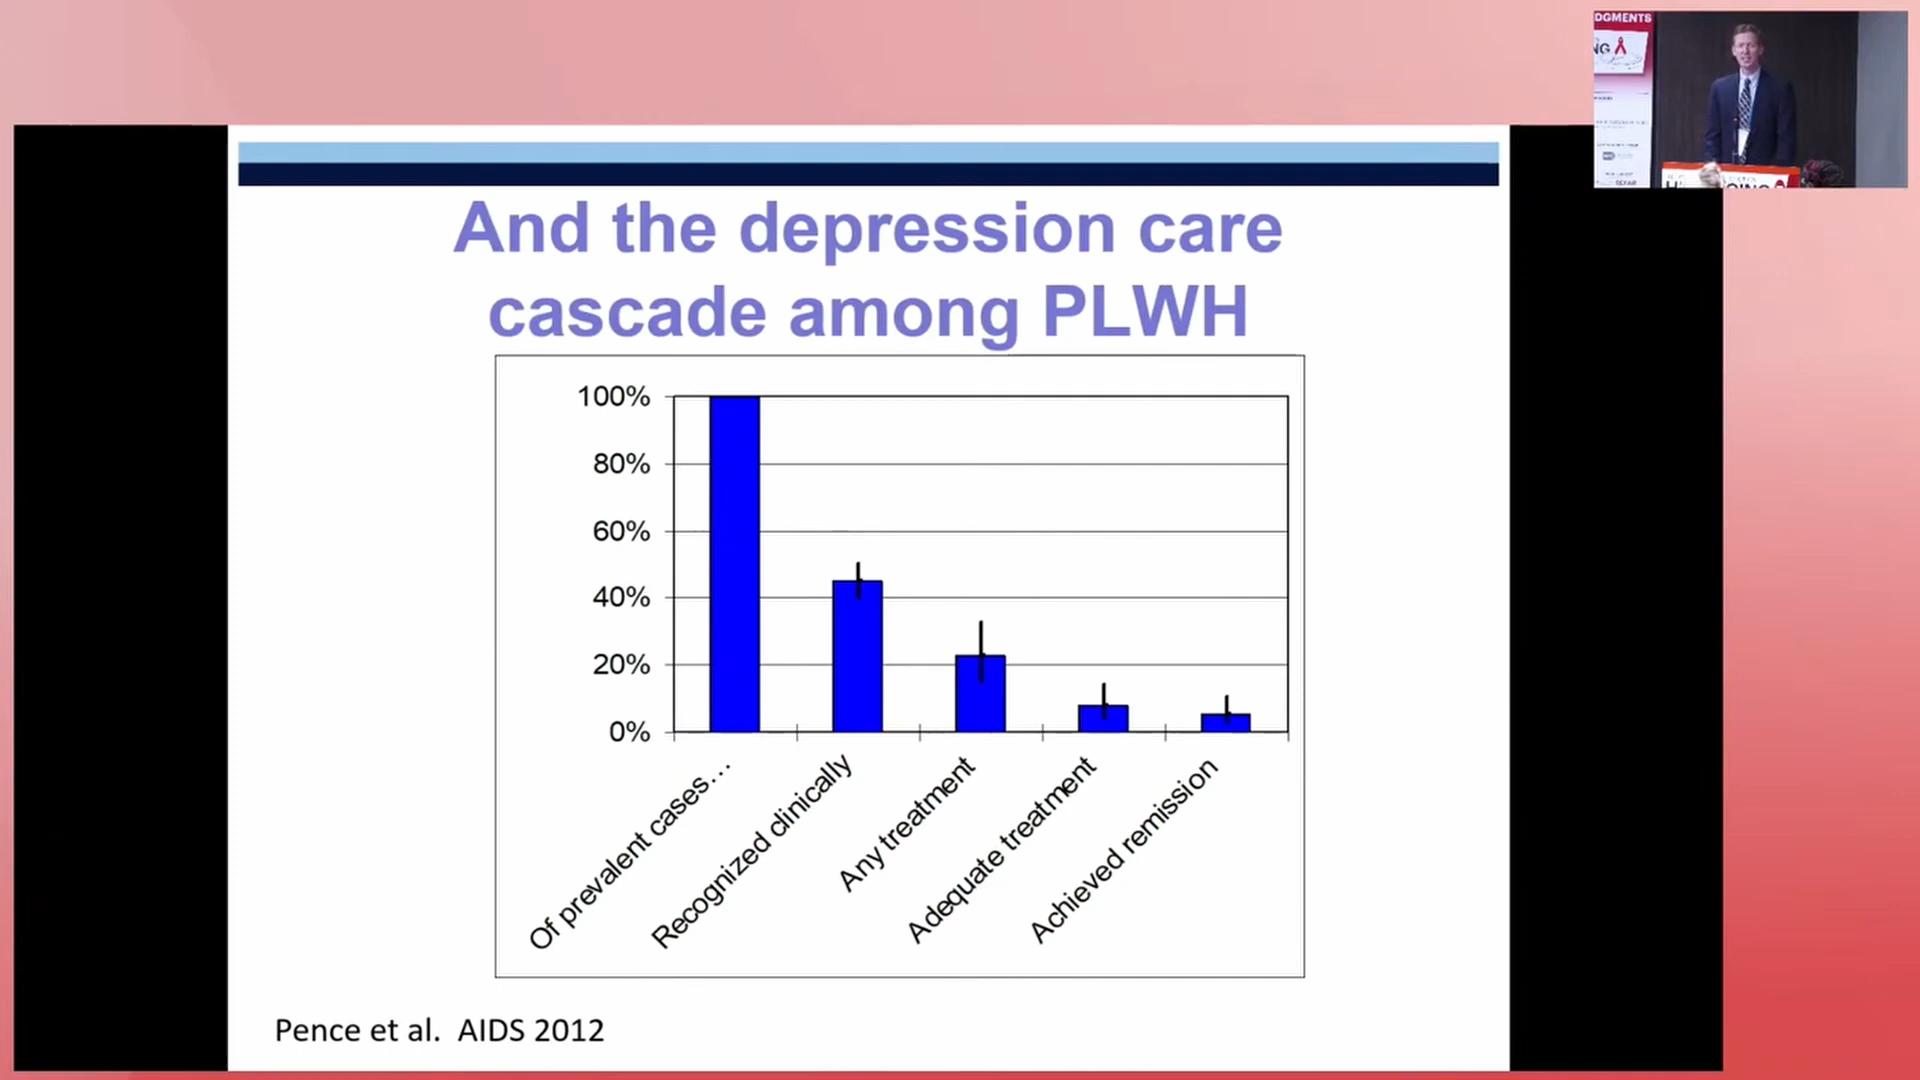 DGMENTS
And the depression care
cascade among PLWH
100%
80%
60%
40%
20%
0%
Of prevalent cases...
Recognized clinically
Any treatment
Adequate treatment
Achieved remission
Pence et al.  AIDS 2012